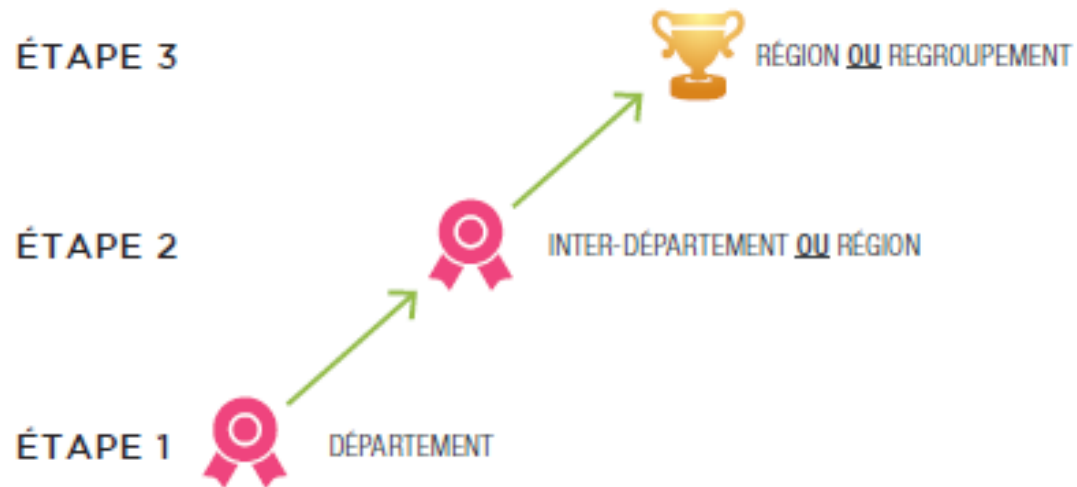 ÉTAPE 3
RÉGION OU REGROUPEMENT
ÉTAPE 2
INTER-DÉPARTEMENT OU RÉGION
ÉTAPE 1
DÉPARTEMENT